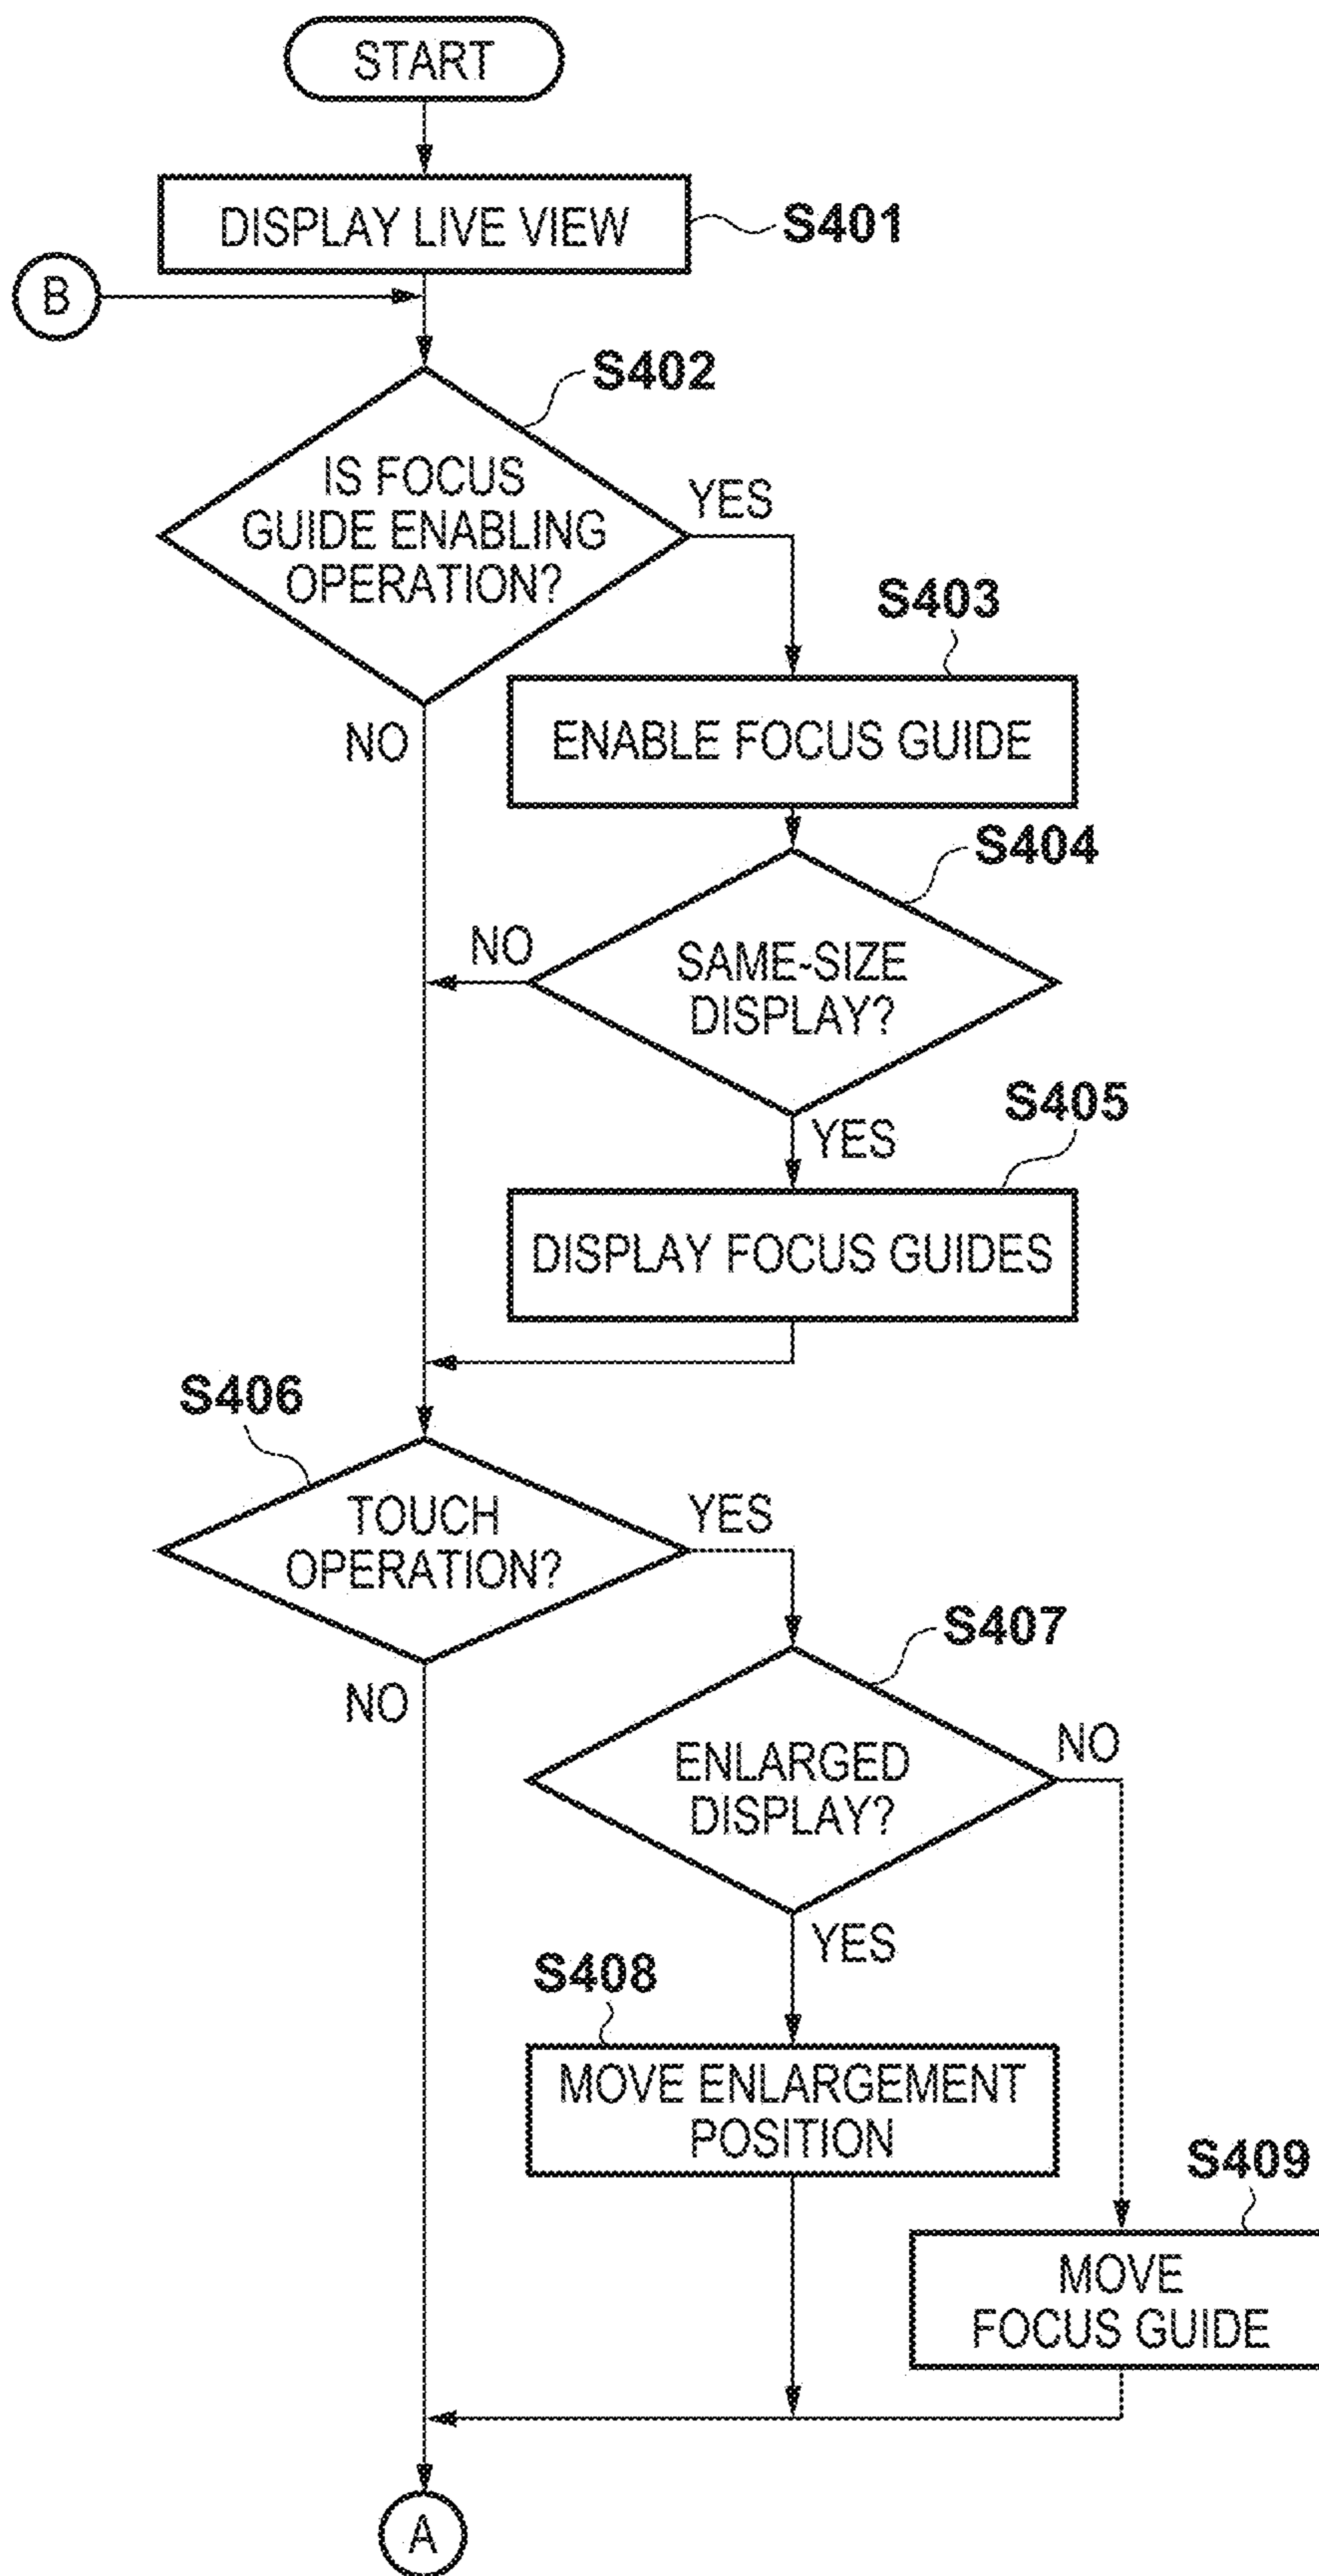 START
DISPLAY LIVE VIEW
S401
B
S402
IS FOCUS
GUIDE ENABLING
OPERATION?
YES
NO
S403
ENABLE FOCUS GUIDE
S404
SAME-SIZE
DISPLAY?
NO
YES
S405
DISPLAY FOCUS GUIDES
S406
TOUCH
OPERATION?
YES
NO
S407
ENLARGED
DISPLAY?
NO
YES
S408
MOVE ENLARGEMENT
POSITION
S409
MOVE
FOCUS GUIDE
A